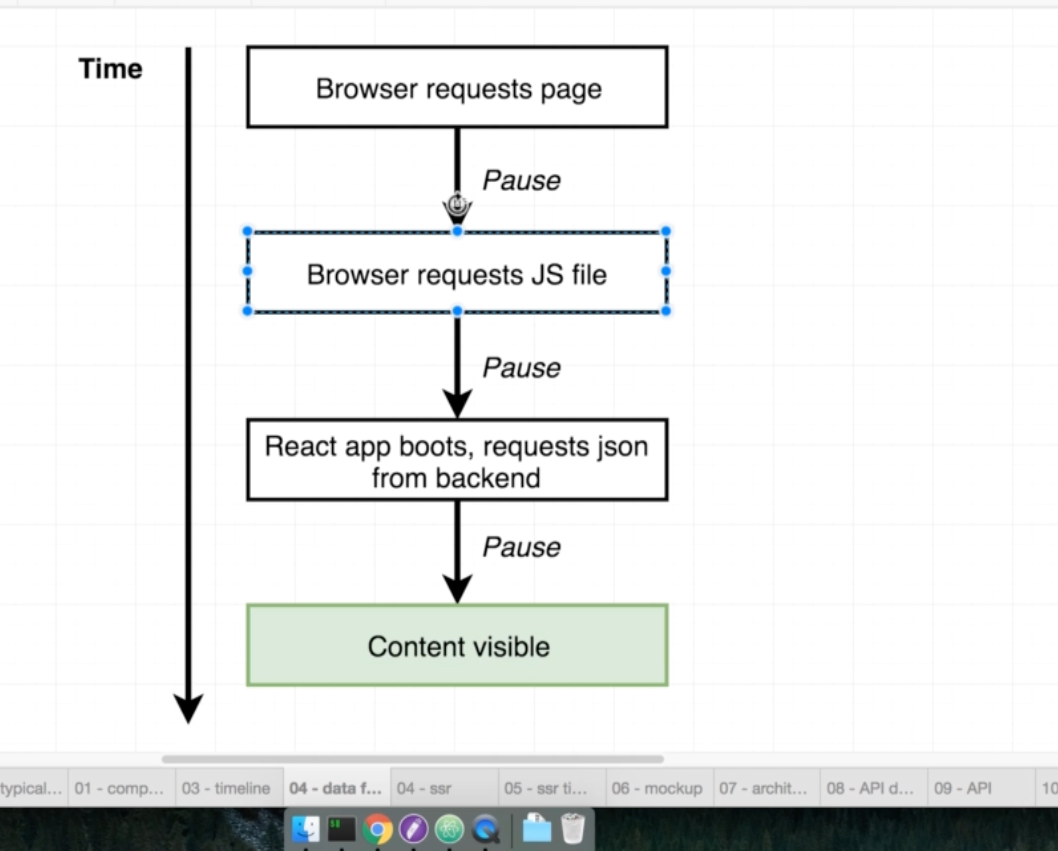 Time
Browser requests page
Pause
Browser requests JS file
Pause
React app boots, requests json
from backend
Pause
Content visible
typical... 01 - comp... 03 - timeline 04 - data f... 04 - ssr 05 - ssr ti... 06 - mockup 07 - archit... 08 - API d... 09 - API 10